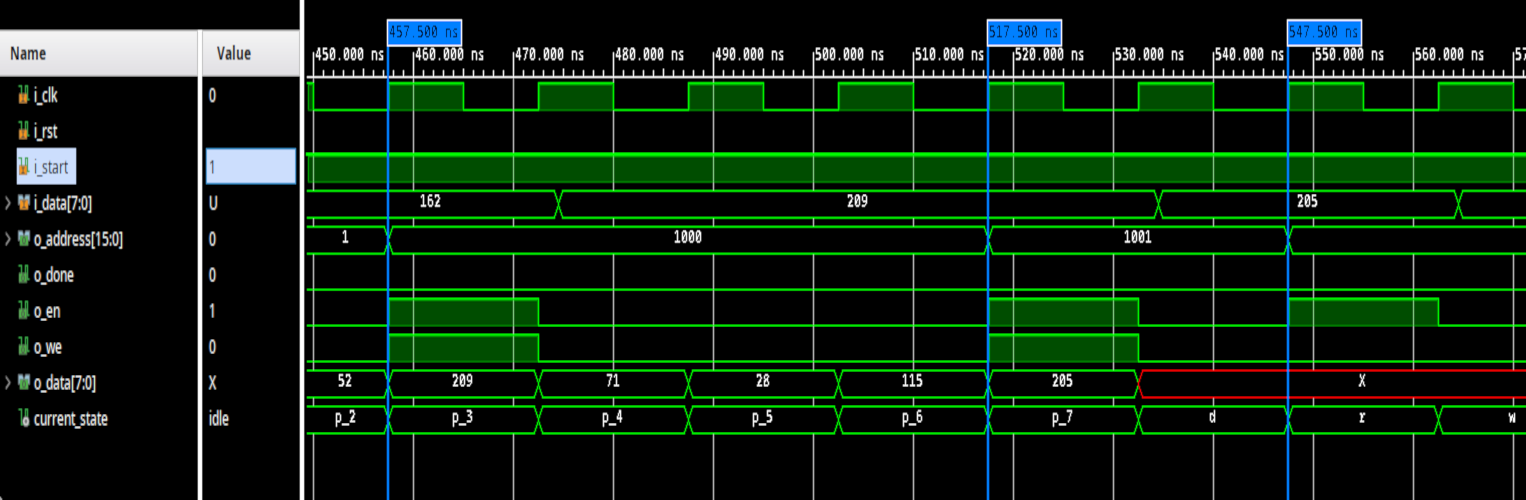 457.500 ns 517.500 ns 547.500 ns
Name Value 450.000 ns 460.000 ns 470.000 ns 480.000 ns 490.000 ns 500.000 ns 510.000 ns 520.000 ns 530.000 ns 540.000 ns 550.000 ns 560.000 ns 57
i_clk 0
i_rst
i_start 1
i_data[7:0] U 162 209 205
o_address[15:0] 0 1 1000 1001
o_done 0
o_en 1
o_we 0
o_data[7:0] X 52 209 71 28 115 205 X
current_state idle p_2 p_3 p_4 p_5 p_6 p_7 d r w